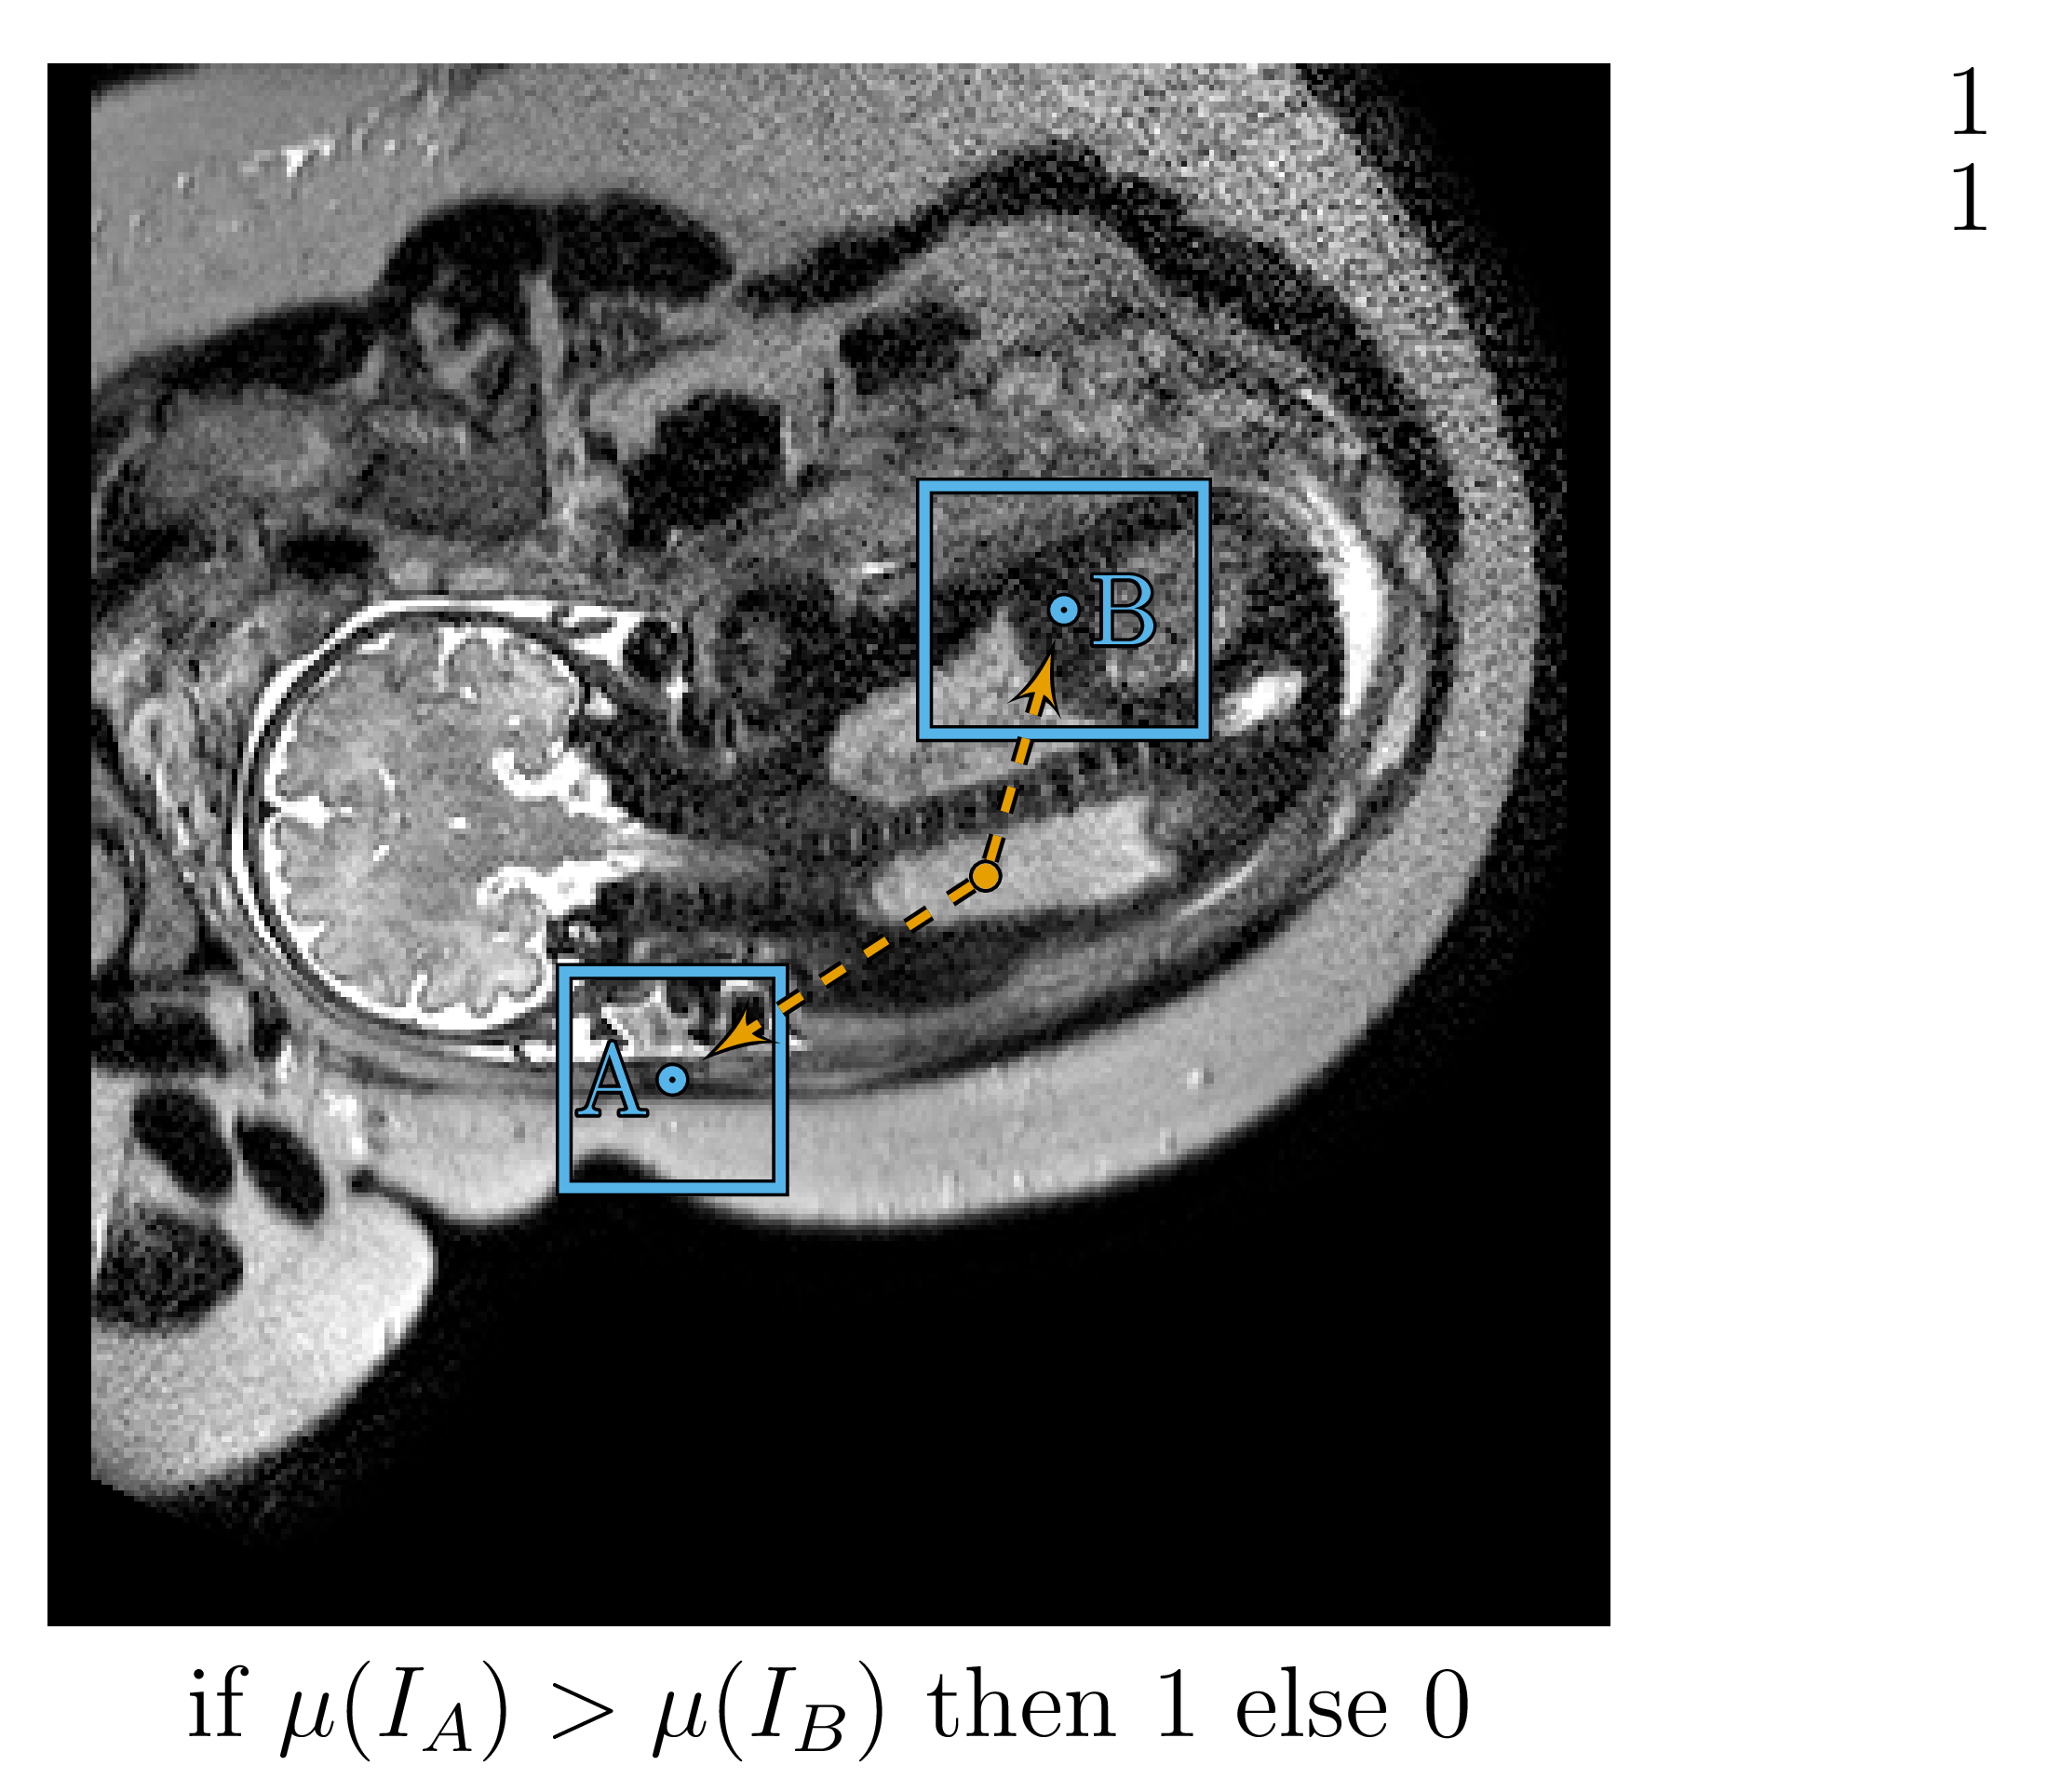 1
1
B
A
if μ(I_A) > μ(I_B) then 1 else 0